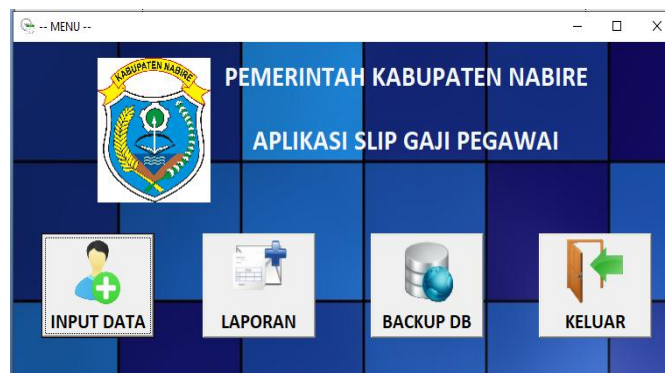 -- MENU --
KABUPATEN NABIRE
PEMERINTAH KABUPATEN NABIRE
APLIKASI SLIP GAJI PEGAWAI
INPUT DATA
LAPORAN
BACKUP DB
KELUAR